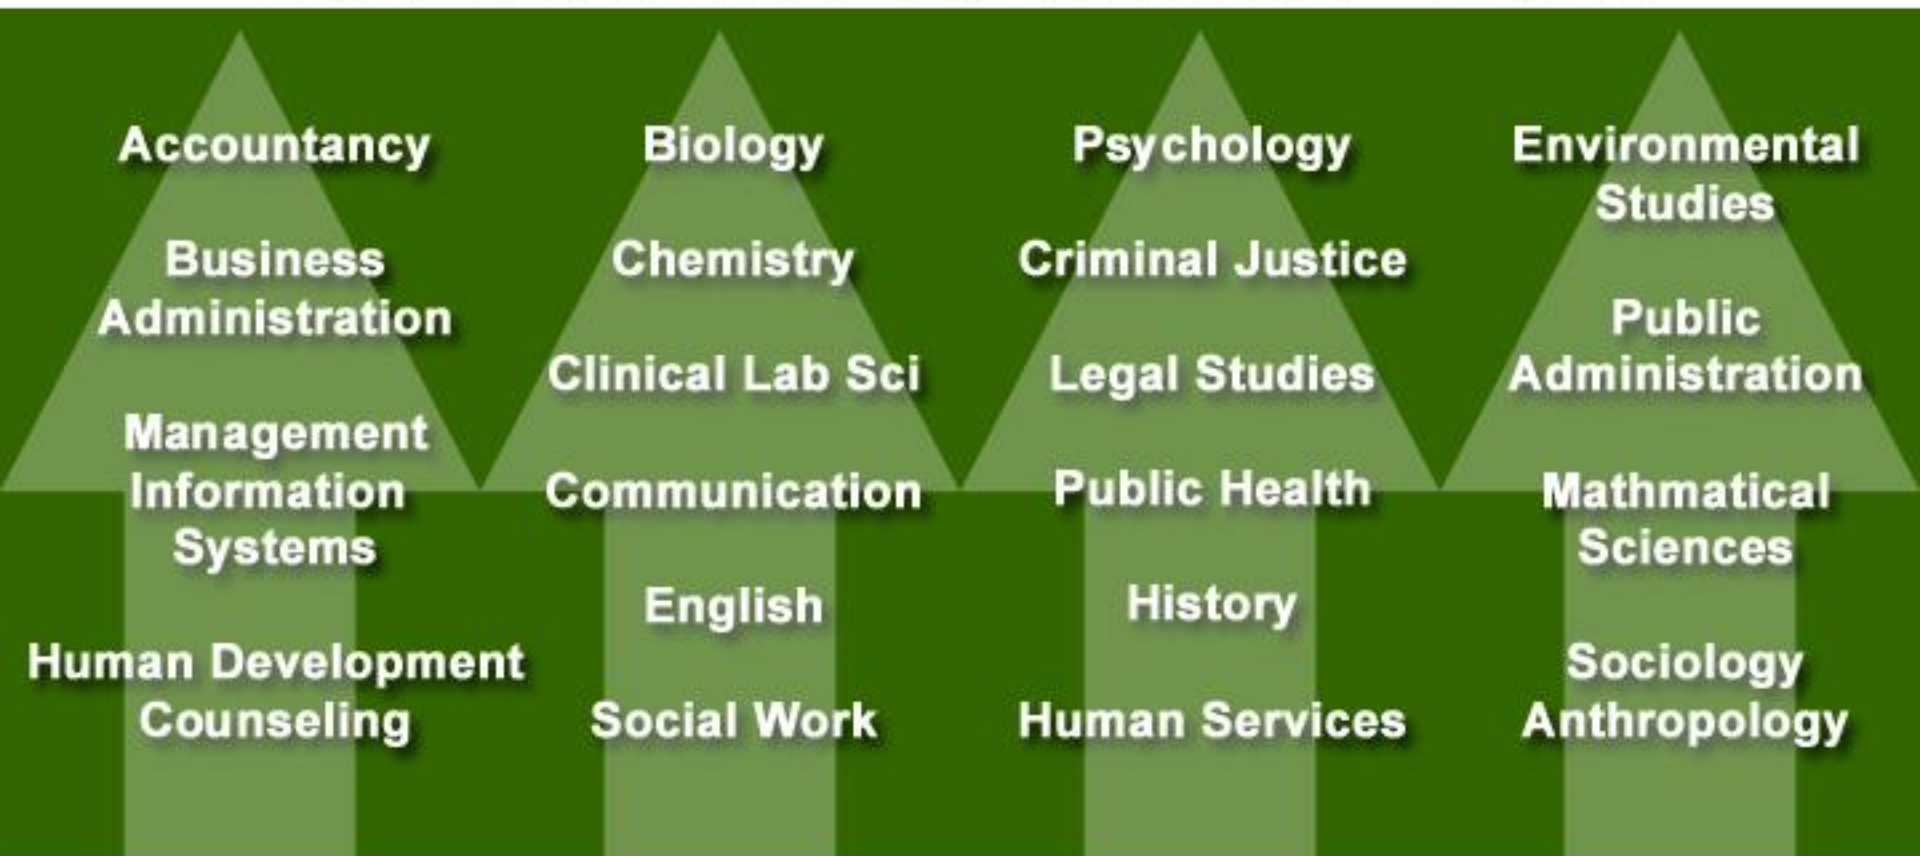 Accountancy
Business
Administration
Management
Information
Systems
Human Development
Counseling
Biology
Chemistry
Clinical Lab Sci
Communication
English
Social Work
Psychology
Criminal Justice
Legal Studies
Public Health
History
Human Services
Environmental
Studies
Public
Administration
Mathmatical
Sciences
Sociology
Anthropology